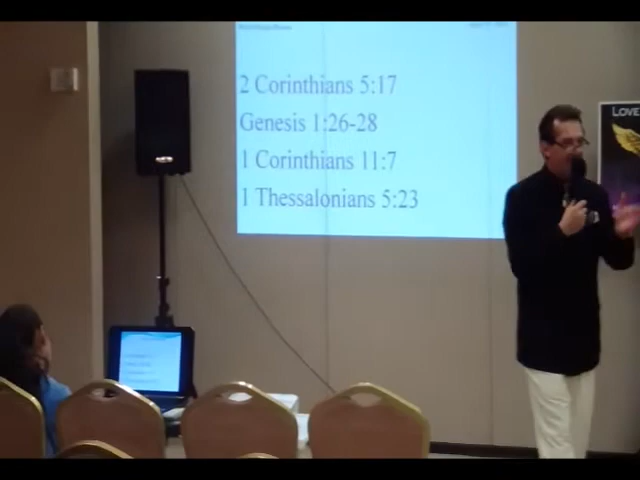 2 Corinthians 5:17
Genesis 1:26-28
1 Corinthians 11:7
1 Thessalonians 5:23
LOVE